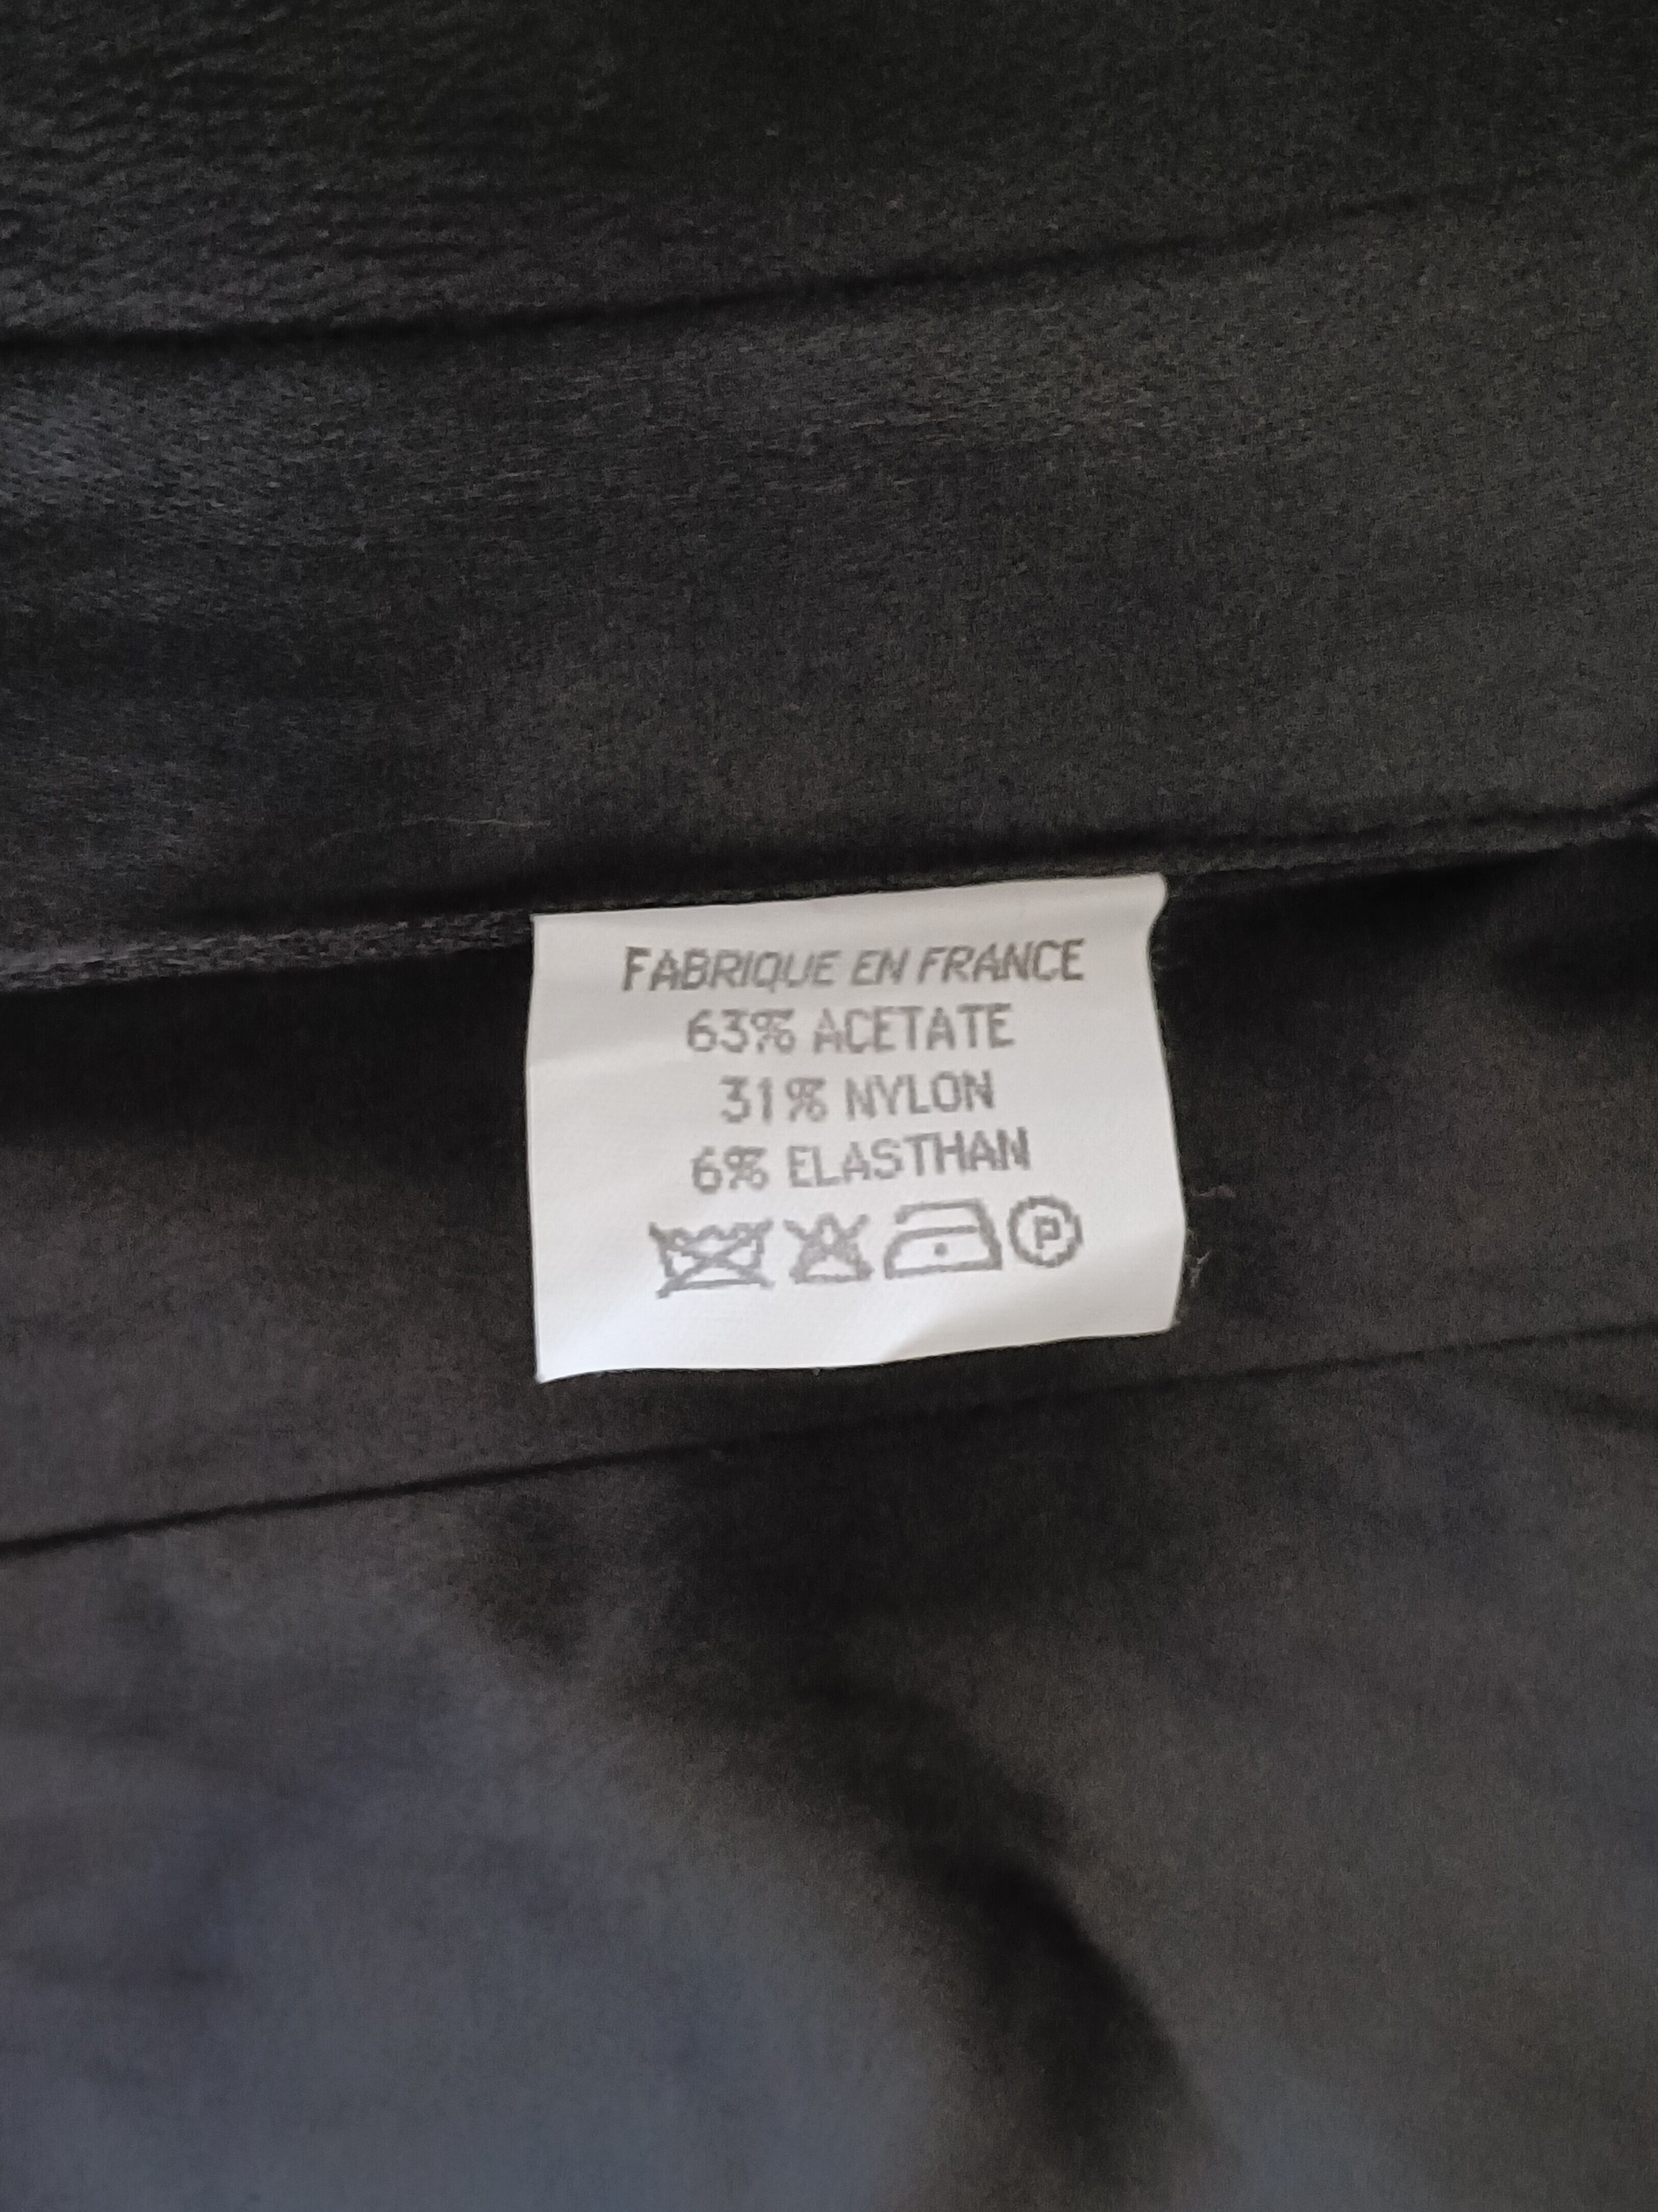 FABRIQUE EN FRANCE
63% ACETATE
31% NYLON
6% ELASTHAN
P